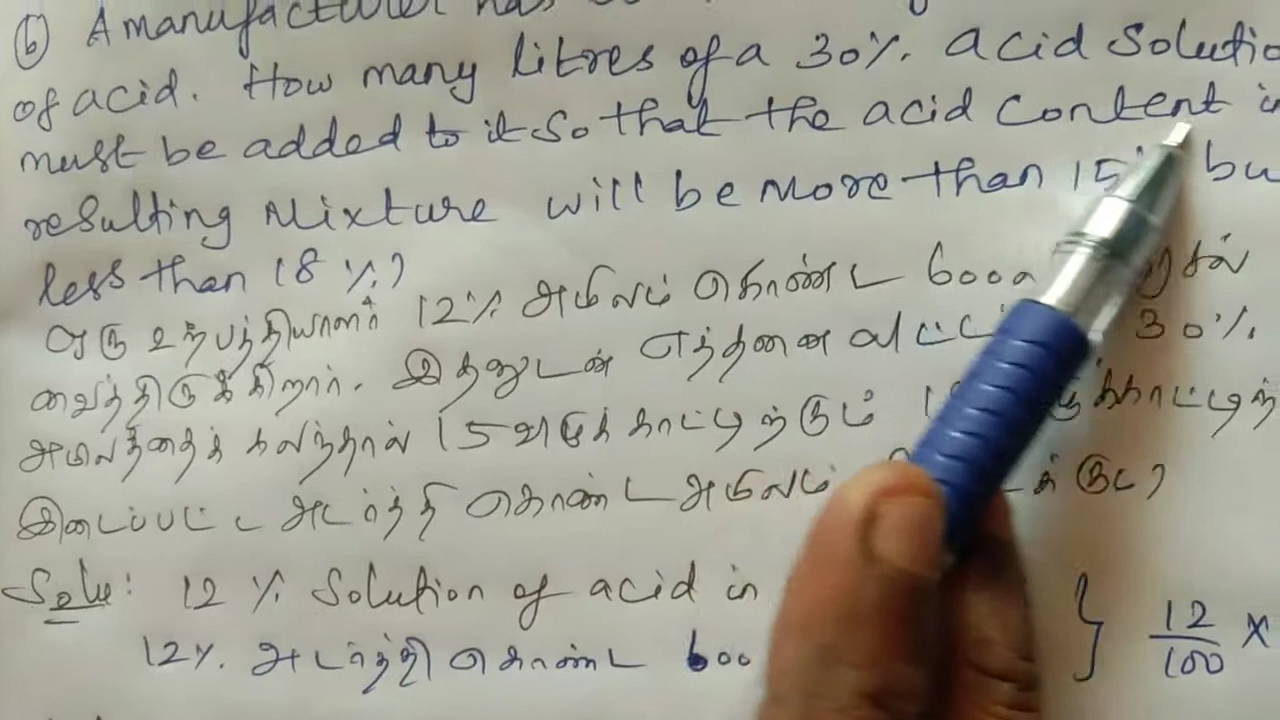 6 A manufacturer has
of acid. How many litres of a 30% acid Solutio
must be added to it so that the acid content in
resulting Mixture will be more than 15% bu
less than 18%?
ஒரு உற்பத்தியாளர் 12% அமிலம் கொண்ட 600
வைத்திருக்கிறார். இதனுடன் எத்தனை லிட்ட 30%
அமிலத்தைக் கலந்தால் 15 விழுக்காட்டிற்கும் 1 க்காட்டிற்
இடைப்பட்ட அடர்த்தி கொண்ட அமிலம்
Solu: 12% Solution of acid in } 12/100 ×
12% அடர்த்தி கொண்ட 600